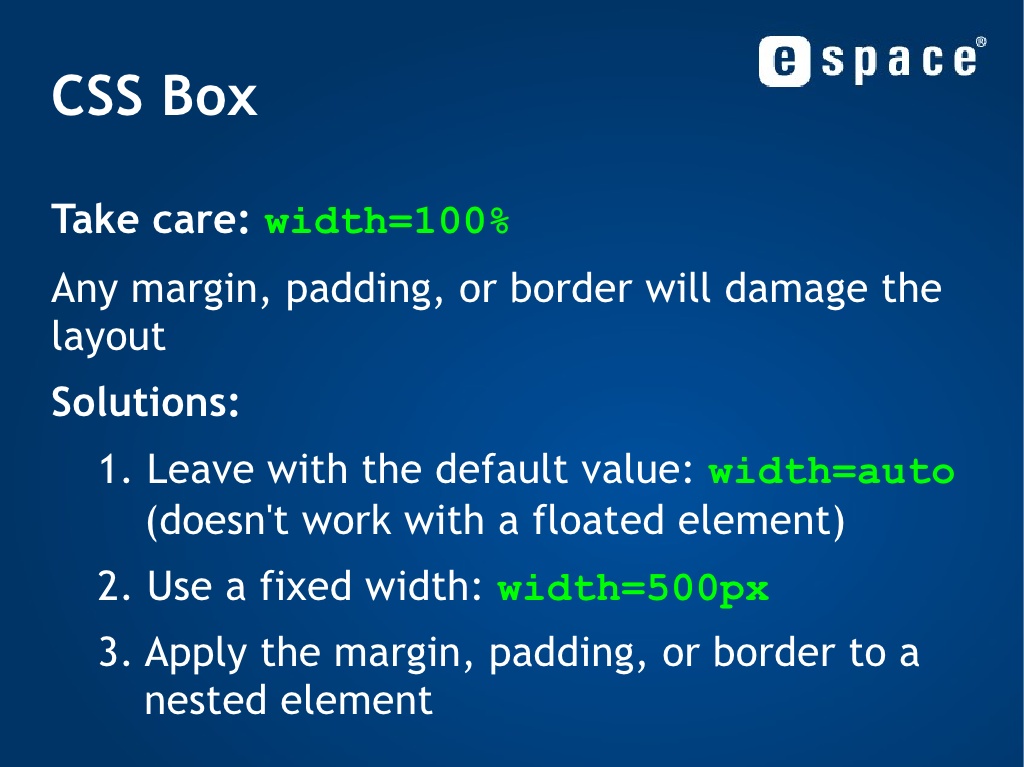 e space®
CSS Box
Take care: width=100%
Any margin, padding, or border will damage the
layout
Solutions:
1. Leave with the default value: width=auto
(doesn't work with a floated element)
2. Use a fixed width: width=500px
3. Apply the margin, padding, or border to a
nested element